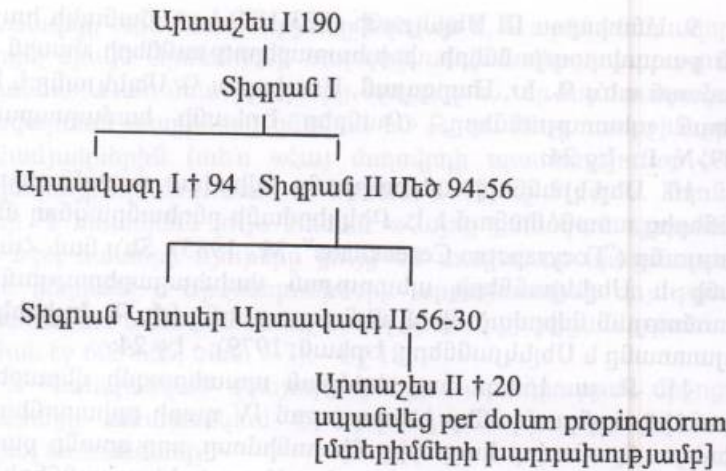 Արտաշես I 190
Տիգրան I
Արտավազդ I † 94 Տիգրան II Մեծ 94-56
Տիգրան Կրտսեր Արտավազդ II 56-30
Արտաշես II † 20
սպանվեց per dolum propinquorum
[մտերիմների խարդախությամբ]